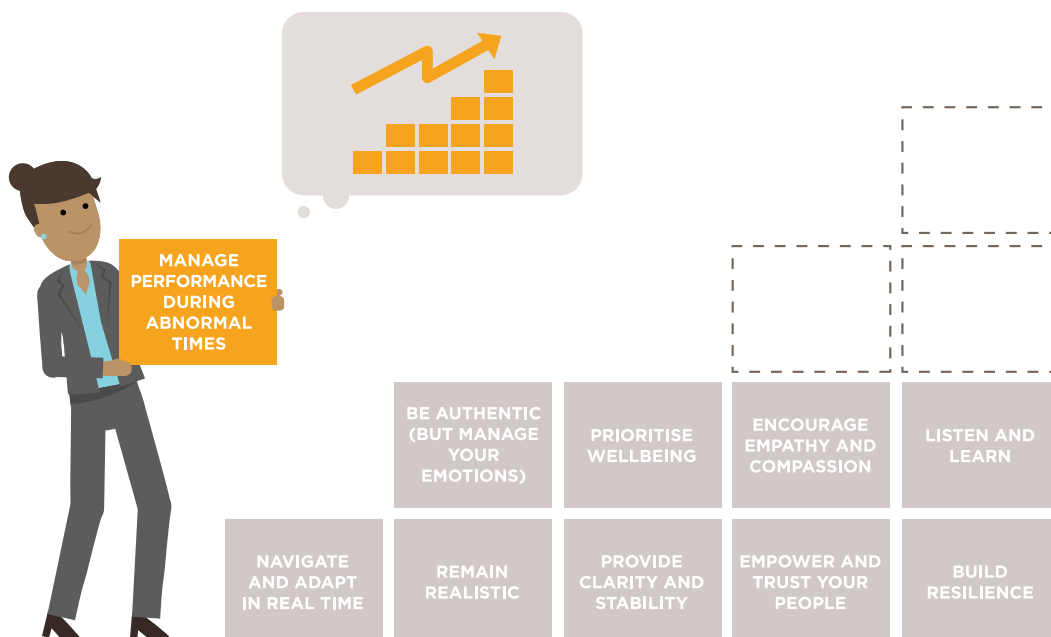 MANAGE
PERFORMANCE
DURING
ABNORMAL
TIMES
BE AUTHENTIC
(BUT MANAGE
YOUR
EMOTIONS)
PRIORITISE
WELLBEING
ENCOURAGE
EMPATHY AND
COMPASSION
LISTEN AND
LEARN
NAVIGATE
AND ADAPT
IN REAL TIME
REMAIN
REALISTIC
PROVIDE
CLARITY AND
STABILITY
EMPOWER AND
TRUST YOUR
PEOPLE
BUILD
RESILIENCE